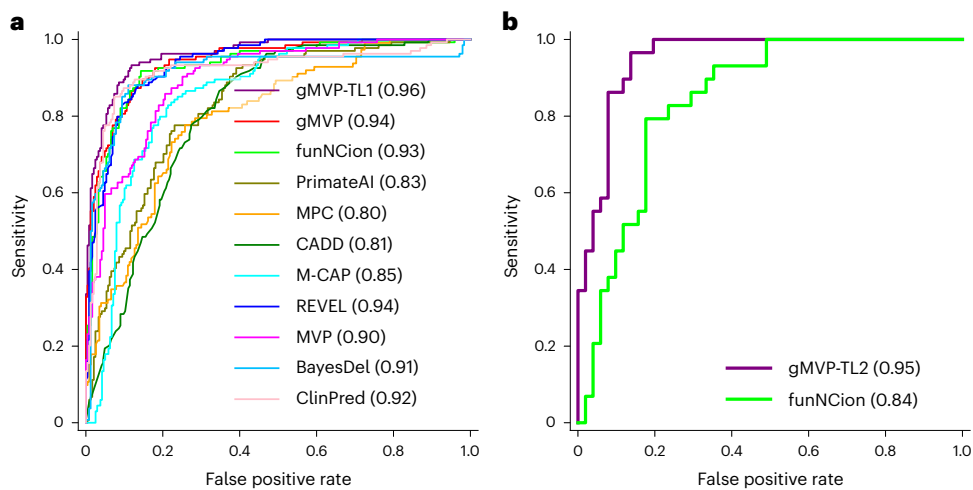 a
1.0
0.8
0.6
0.4
0.2
0
Sensitivity
gMVP-TL1 (0.96)
gMVP (0.94)
funNCion (0.93)
PrimateAI (0.83)
MPC (0.80)
CADD (0.81)
M-CAP (0.85)
REVEL (0.94)
MVP (0.90)
BayesDel (0.91)
ClinPred (0.92)
0 0.2 0.4 0.6 0.8 1.0
False positive rate
b
1.0
0.8
0.6
0.4
0.2
0
Sensitivity
gMVP-TL2 (0.95)
funNCion (0.84)
0 0.2 0.4 0.6 0.8 1.0
False positive rate